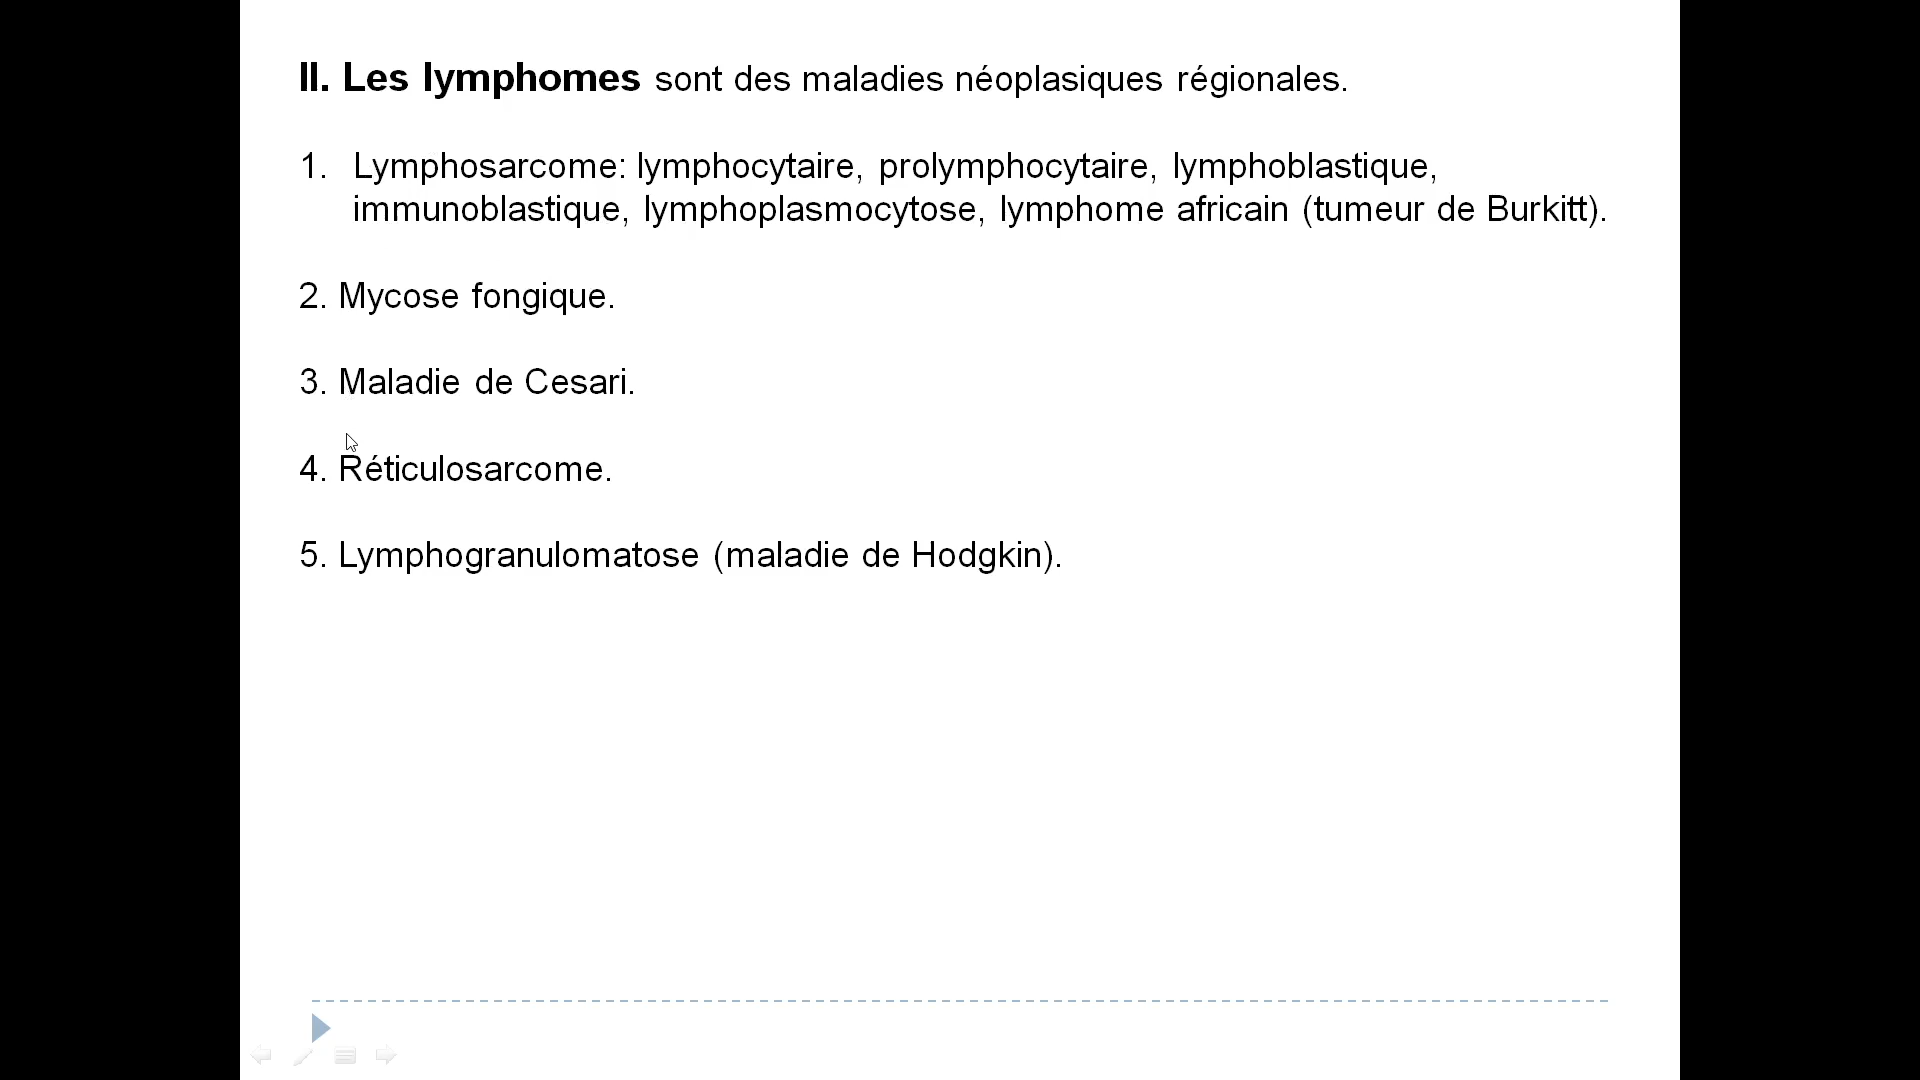 II. Les lymphomes sont des maladies néoplasiques régionales.
1. Lymphosarcome: lymphocytaire, prolymphocytaire, lymphoblastique,
immunoblastique, lymphoplasmocytose, lymphome africain (tumeur de Burkitt).
2. Mycose fongique.
3. Maladie de Cesari.
4. Réticulosarcome.
5. Lymphogranulomatose (maladie de Hodgkin).